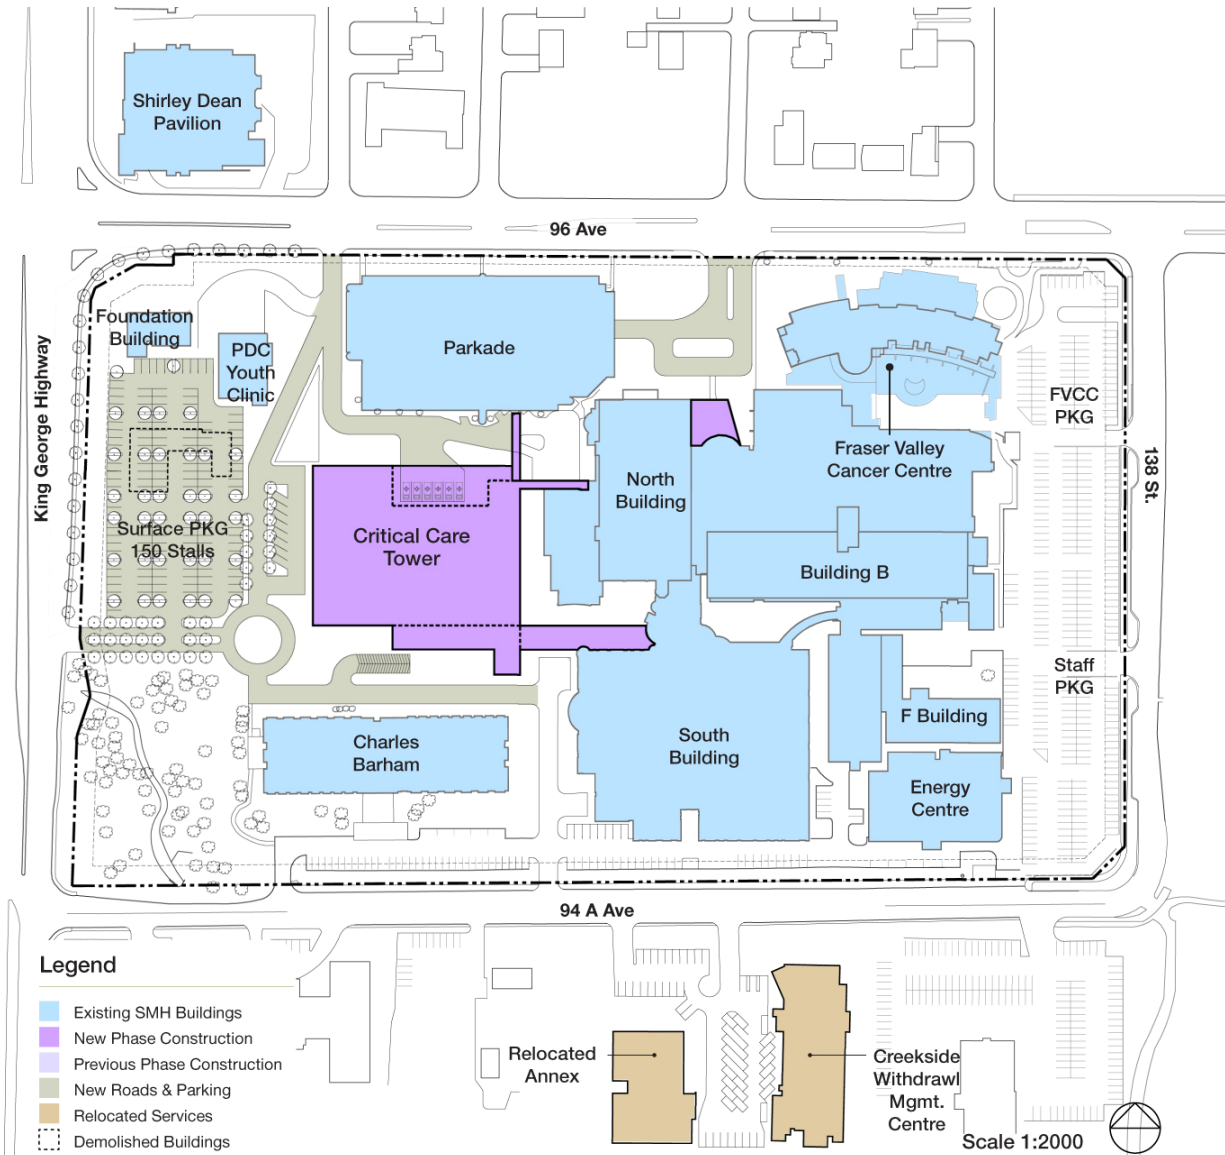 Shirley Dean
Pavilion
96 Ave
King George Highway
Foundation
Building
PDC
Youth
Clinic
Parkade
FVCC
PKG
Fraser Valley
Cancer Centre
138 St.
North
Building
Surface PKG
150 Stalls
Critical Care
Tower
Building B
Staff
PKG
F Building
South
Building
Charles
Barham
Energy
Centre
94 A Ave
Legend
Existing SMH Buildings
New Phase Construction
Previous Phase Construction
New Roads & Parking
Relocated Services
Demolished Buildings
Relocated
Annex
Creekside
Withdrawl
Mgmt.
Centre
Scale 1:2000